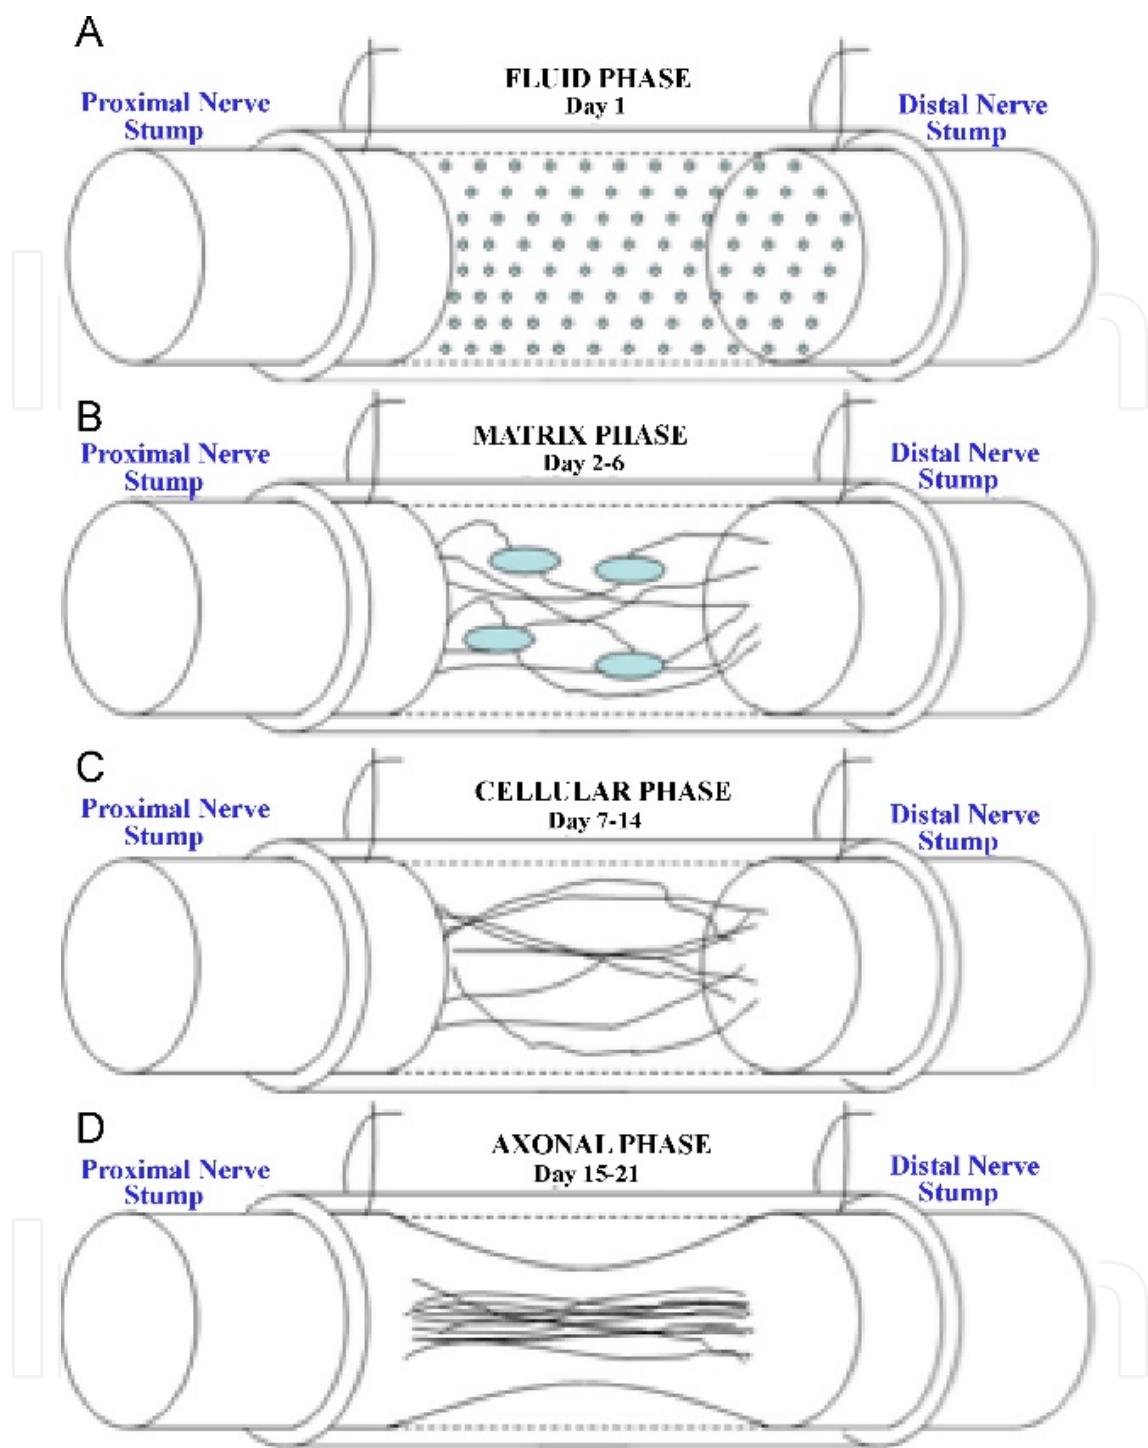 A
FLUID PHASE
Day 1
Proximal Nerve
Stump
Distal Nerve
Stump
B
MATRIX PHASE
Day 2-6
Proximal Nerve
Stump
Distal Nerve
Stump
C
CELLULAR PHASE
Day 7-14
Proximal Nerve
Stump
Distal Nerve
Stump
D
AXONAL PHASE
Day 15-21
Proximal Nerve
Stump
Distal Nerve
Stump